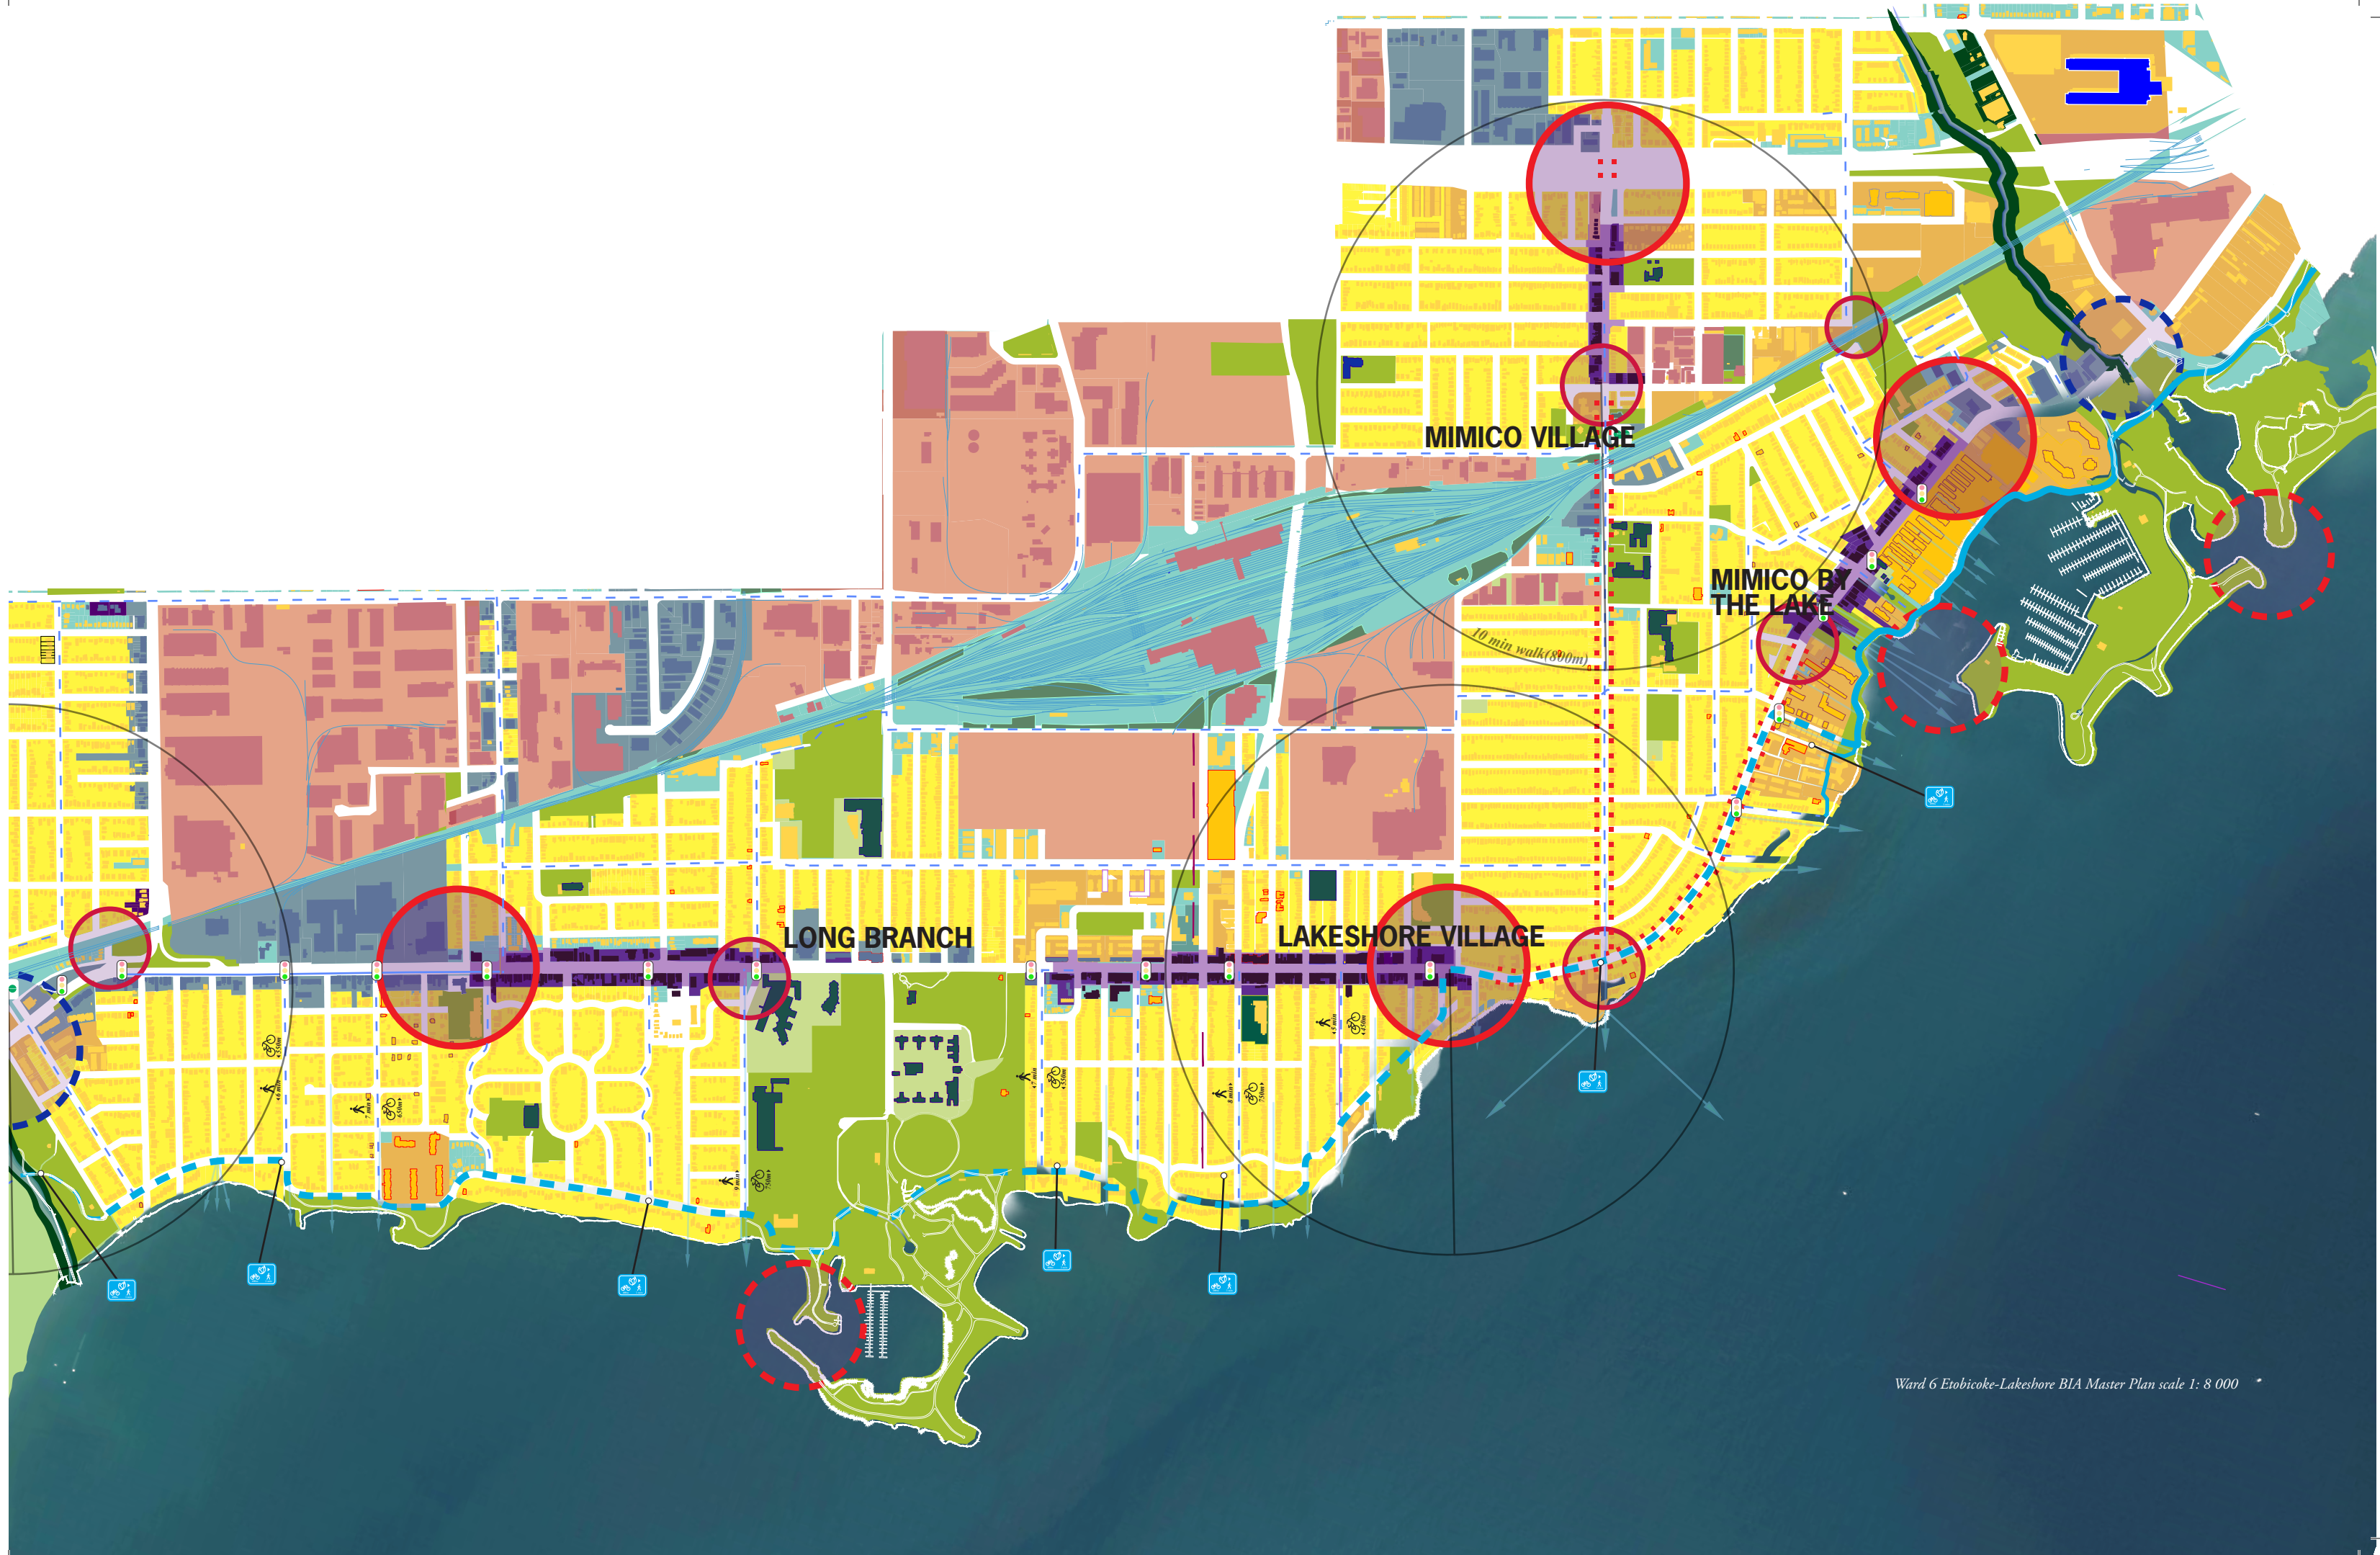 MIMICO VILLAGE
MIMICO BY
THE LAKE
10 min walk(800m)
LONG BRANCH
LAKESHORE VILLAGE
Ward 6 Etobicoke-Lakeshore BIA Master Plan scale 1: 8 000